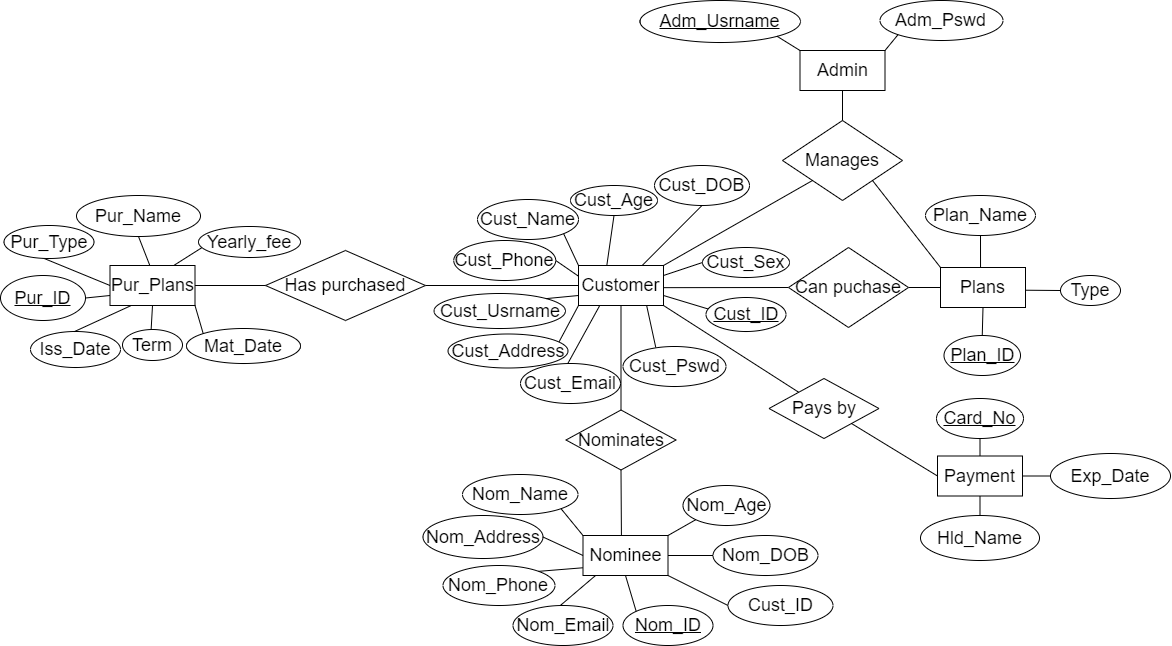 Adm_Usrname
Adm_Pswd
Admin
Manages
Cust_DOB
Cust_Age
Cust_Name
Pur_Name
Plan_Name
Pur_Type
Yearly_fee
Cust_Phone
Cust_Sex
Pur_Plans
Has purchased
Customer
Can puchase
Plans
Type
Pur_ID
Cust_Usrname
Cust_ID
Iss_Date
Term
Mat_Date
Cust_Address
Plan_ID
Cust_Email
Cust_Pswd
Pays by
Card_No
Nominates
Payment
Exp_Date
Nom_Name
Nom_Age
Nom_Address
Hld_Name
Nominee
Nom_DOB
Nom_Phone
Cust_ID
Nom_Email
Nom_ID